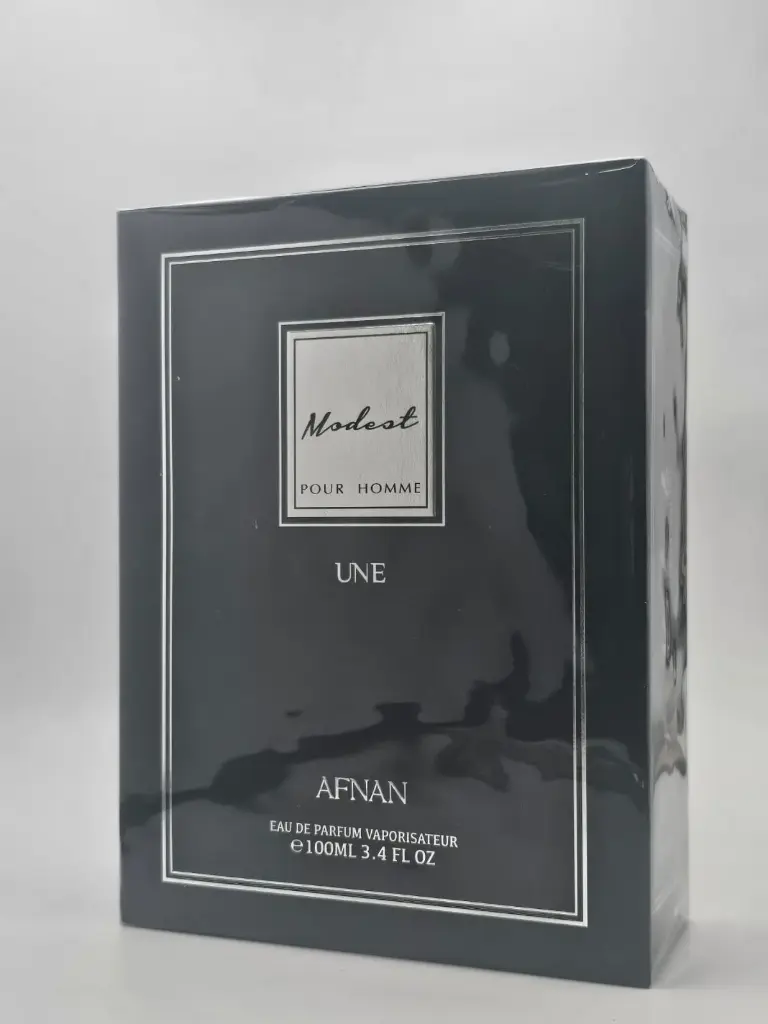 Modest
POUR HOMME
UNE
AFNAN
EAU DE PARFUM VAPORISATEUR
℮100ML 3.4 FL OZ